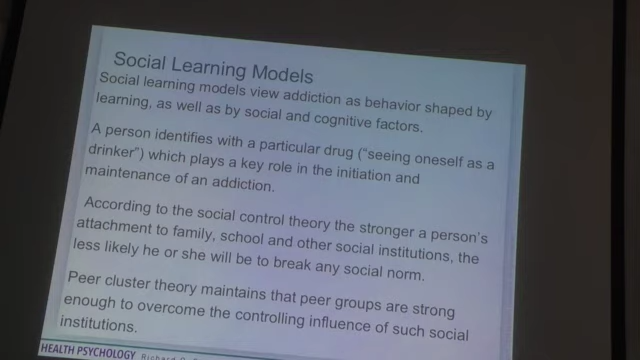 Social Learning Models
Social learning models view addiction as behavior shaped by
learning, as well as by social and cognitive factors.
A person identifies with a particular drug (“seeing oneself as a
drinker”) which plays a key role in the initiation and
maintenance of an addiction.
According to the social control theory the stronger a person’s
attachment to family, school and other social institutions, the
less likely he or she will be to break any social norm.
Peer cluster theory maintains that peer groups are strong
enough to overcome the controlling influence of such social
institutions.
HEALTH PSYCHOLOGY Richard O.